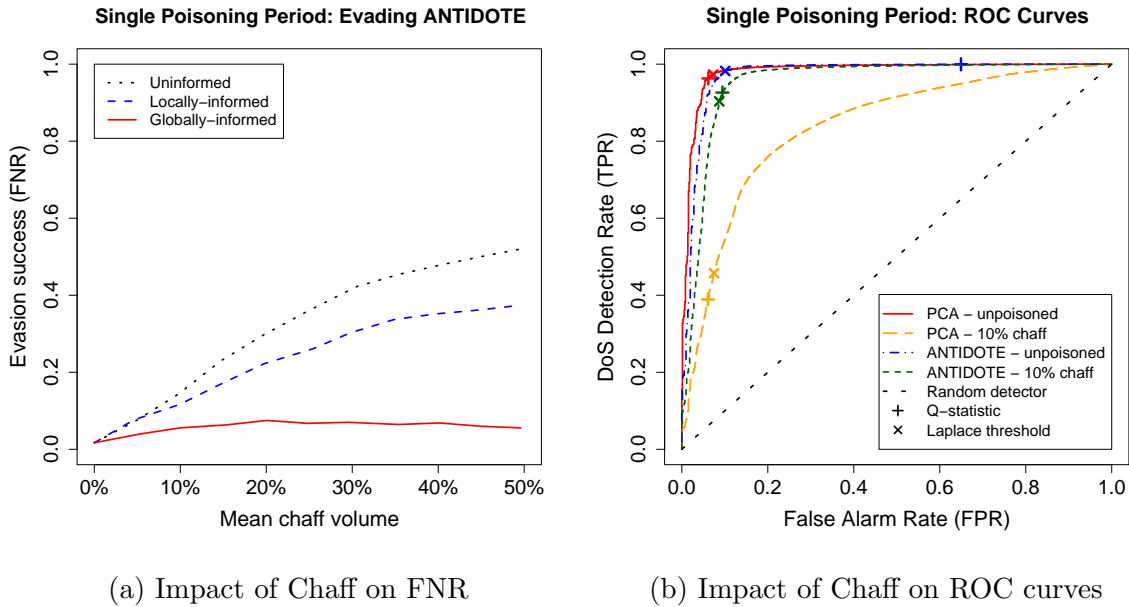 Single Poisoning Period: Evading ANTIDOTE
Evasion success (FNR)
1.0
0.8
0.6
0.4
0.2
0.0
Uninformed
Locally−informed
Globally−informed
0% 10% 20% 30% 40% 50%
Mean chaff volume
(a) Impact of Chaff on FNR
Single Poisoning Period: ROC Curves
DoS Detection Rate (TPR)
1.0
0.8
0.6
0.4
0.2
0.0
PCA − unpoisoned
PCA − 10% chaff
ANTIDOTE − unpoisoned
ANTIDOTE − 10% chaff
Random detector
Q−statistic
Laplace threshold
0.0 0.2 0.4 0.6 0.8 1.0
False Alarm Rate (FPR)
(b) Impact of Chaff on ROC curves